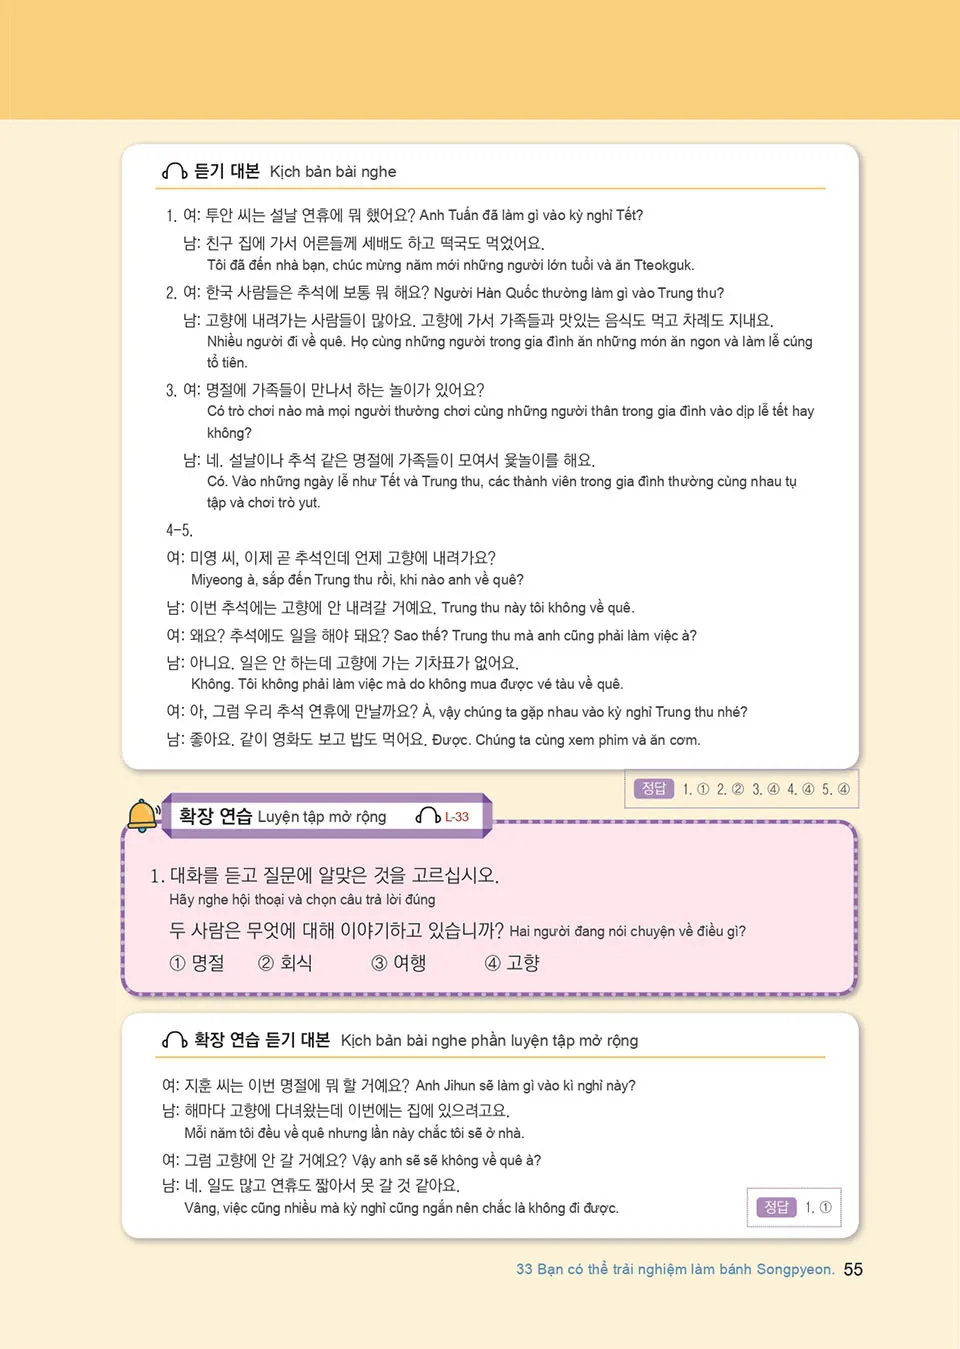 듣기 대본 Kịch bản bài nghe
1. 여: 투안 씨는 설날 연휴에 뭐 했어요? Anh Tuấn đã làm gì vào kỳ nghỉ Tết?
남: 친구 집에 가서 어른들께 세배도 하고 떡국도 먹었어요.
Tôi đã đến nhà bạn, chúc mừng năm mới những người lớn tuổi và ăn Tteokguk.
2. 여: 한국 사람들은 추석에 보통 뭐 해요? Người Hàn Quốc thường làm gì vào Trung thu?
남: 고향에 내려가는 사람들이 많아요. 고향에 가서 가족들과 맛있는 음식도 먹고 차례도 지내요.
Nhiều người đi về quê. Họ cùng những người trong gia đình ăn những món ăn ngon và làm lễ cúng
tổ tiên.
3. 여: 명절에 가족들이 만나서 하는 놀이가 있어요?
Có trò chơi nào mà mọi người thường chơi cùng những người thân trong gia đình vào dịp lễ tết hay
không?
남: 네. 설날이나 추석 같은 명절에 가족들이 모여서 윷놀이를 해요.
Có. Vào những ngày lễ như Tết và Trung thu, các thành viên trong gia đình thường cùng nhau tụ
tập và chơi trò yut.
4-5.
여: 미영 씨, 이제 곧 추석인데 언제 고향에 내려가요?
Miyeong à, sắp đến Trung thu rồi, khi nào anh về quê?
남: 이번 추석에는 고향에 안 내려갈 거예요. Trung thu này tôi không về quê.
여: 왜요? 추석에도 일을 해야 돼요? Sao thế? Trung thu mà anh cũng phải làm việc à?
남: 아니요. 일은 안 하는데 고향에 가는 기차표가 없어요.
Không. Tôi không phải làm việc mà do không mua được vé tàu về quê.
여: 아, 그럼 우리 추석 연휴에 만날까요? À, vậy chúng ta gặp nhau vào kỳ nghỉ Trung thu nhé?
남: 좋아요. 같이 영화도 보고 밥도 먹어요. Được. Chúng ta cùng xem phim và ăn cơm.
정답 1. ① 2. ② 3. ④ 4. ④ 5. ④
확장 연습 Luyện tập mở rộng L-33
1. 대화를 듣고 질문에 알맞은 것을 고르십시오.
Hãy nghe hội thoại và chọn câu trả lời đúng
두 사람은 무엇에 대해 이야기하고 있습니까? Hai người đang nói chuyện về điều gì?
① 명절 ② 회식 ③ 여행 ④ 고향
확장 연습 듣기 대본 Kịch bản bài nghe phần luyện tập mở rộng
여: 지훈 씨는 이번 명절에 뭐 할 거예요? Anh Jihun sẽ làm gì vào kì nghỉ này?
남: 해마다 고향에 다녀왔는데 이번에는 집에 있으려고요.
Mỗi năm tôi đều về quê nhưng lần này chắc tôi sẽ ở nhà.
여: 그럼 고향에 안 갈 거예요? Vậy anh sẽ sẽ không về quê à?
남: 네. 일도 많고 연휴도 짧아서 못 갈 것 같아요.
Vâng, việc cũng nhiều mà kỳ nghỉ cũng ngắn nên chắc là không đi được.
정답 1. ①
33 Bạn có thể trải nghiệm làm bánh Songpyeon. 55